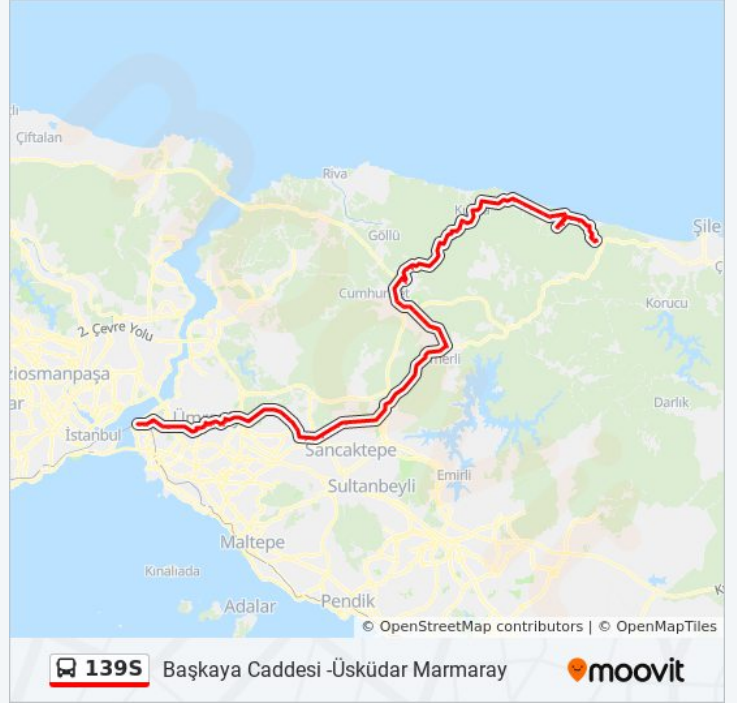 Çiftalan
Riva
Göllü
Şile
Cumhuriyet
Korucu
2. Çevre Yolu
Darlık
İstanbul
Sancaktepe
Emirli
Sultanbeyli
Maltepe
Kınalıada
Adalar
Pendik
© OpenStreetMap contributors | © OpenMapTiles
139S Başkaya Caddesi -Üsküdar Marmaray moovit